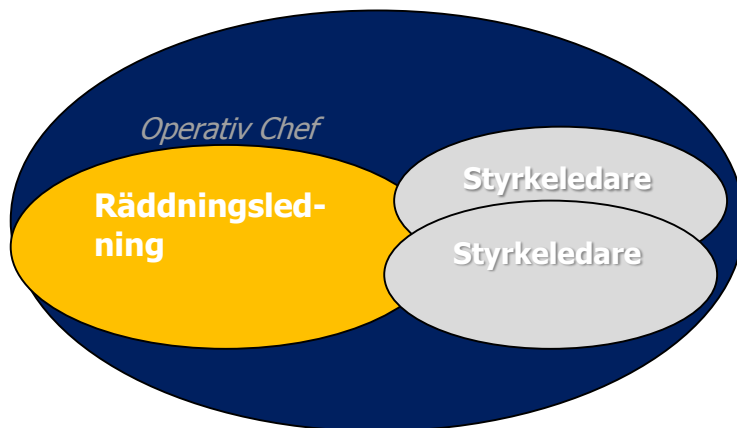 Operativ Chef
Räddningsled-
ning
Styrkeledare
Styrkeledare